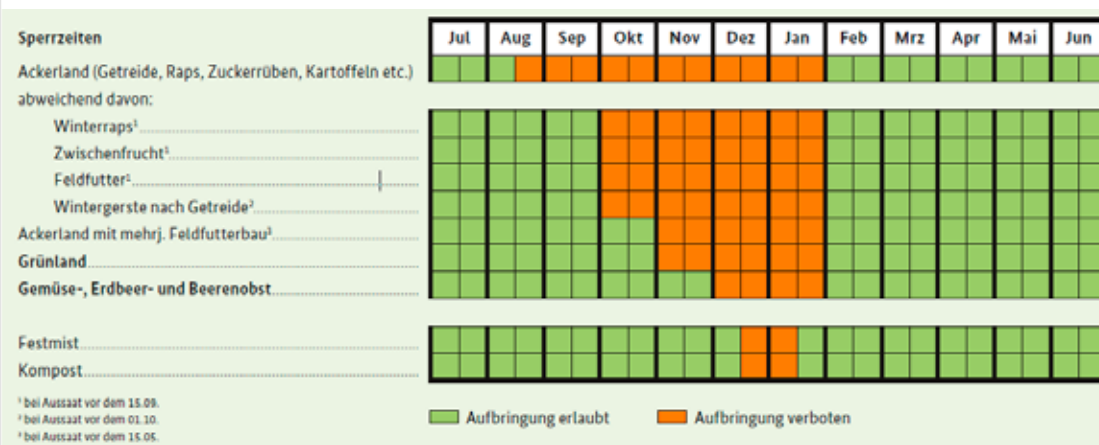 Sperrzeiten Jul Aug Sep Okt Nov Dez Jan Feb Mrz Apr Mai Jun
Ackerland (Getreide, Raps, Zuckerrüben, Kartoffeln etc.)
abweichend davon:
Winterraps¹
Zwischenfrucht¹
Feldfutter¹
Wintergerste nach Getreide²
Ackerland mit mehrj. Feldfutterbau³
Grünland
Gemüse-, Erdbeer- und Beerenobst
Festmist
Kompost
¹ bei Aussaat vor dem 15.09.
² bei Aussaat vor dem 01.10.
³ bei Aussaat vor dem 15.05.
Aufbringung erlaubt Aufbringung verboten